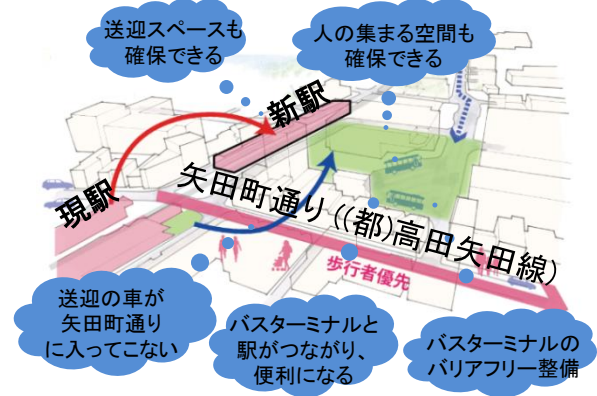 送迎スペースも
確保できる
人の集まる空間も
確保できる
新駅
現駅
矢田町通り((都)高田矢田線)
歩行者優先
送迎の車が
矢田町通り
に入ってこない
バスターミナルと
駅がつながり、
便利になる
バスターミナルの
バリアフリー整備